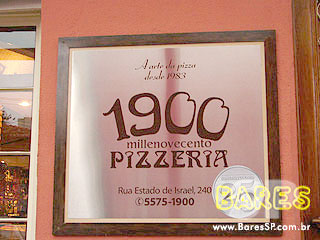 A arte da pizza
desde 1983
1900
millenovecento
PIZZERIA
Rua Estado de Israel, 240
5575-1900
BARES
www.BaresSP.com.br